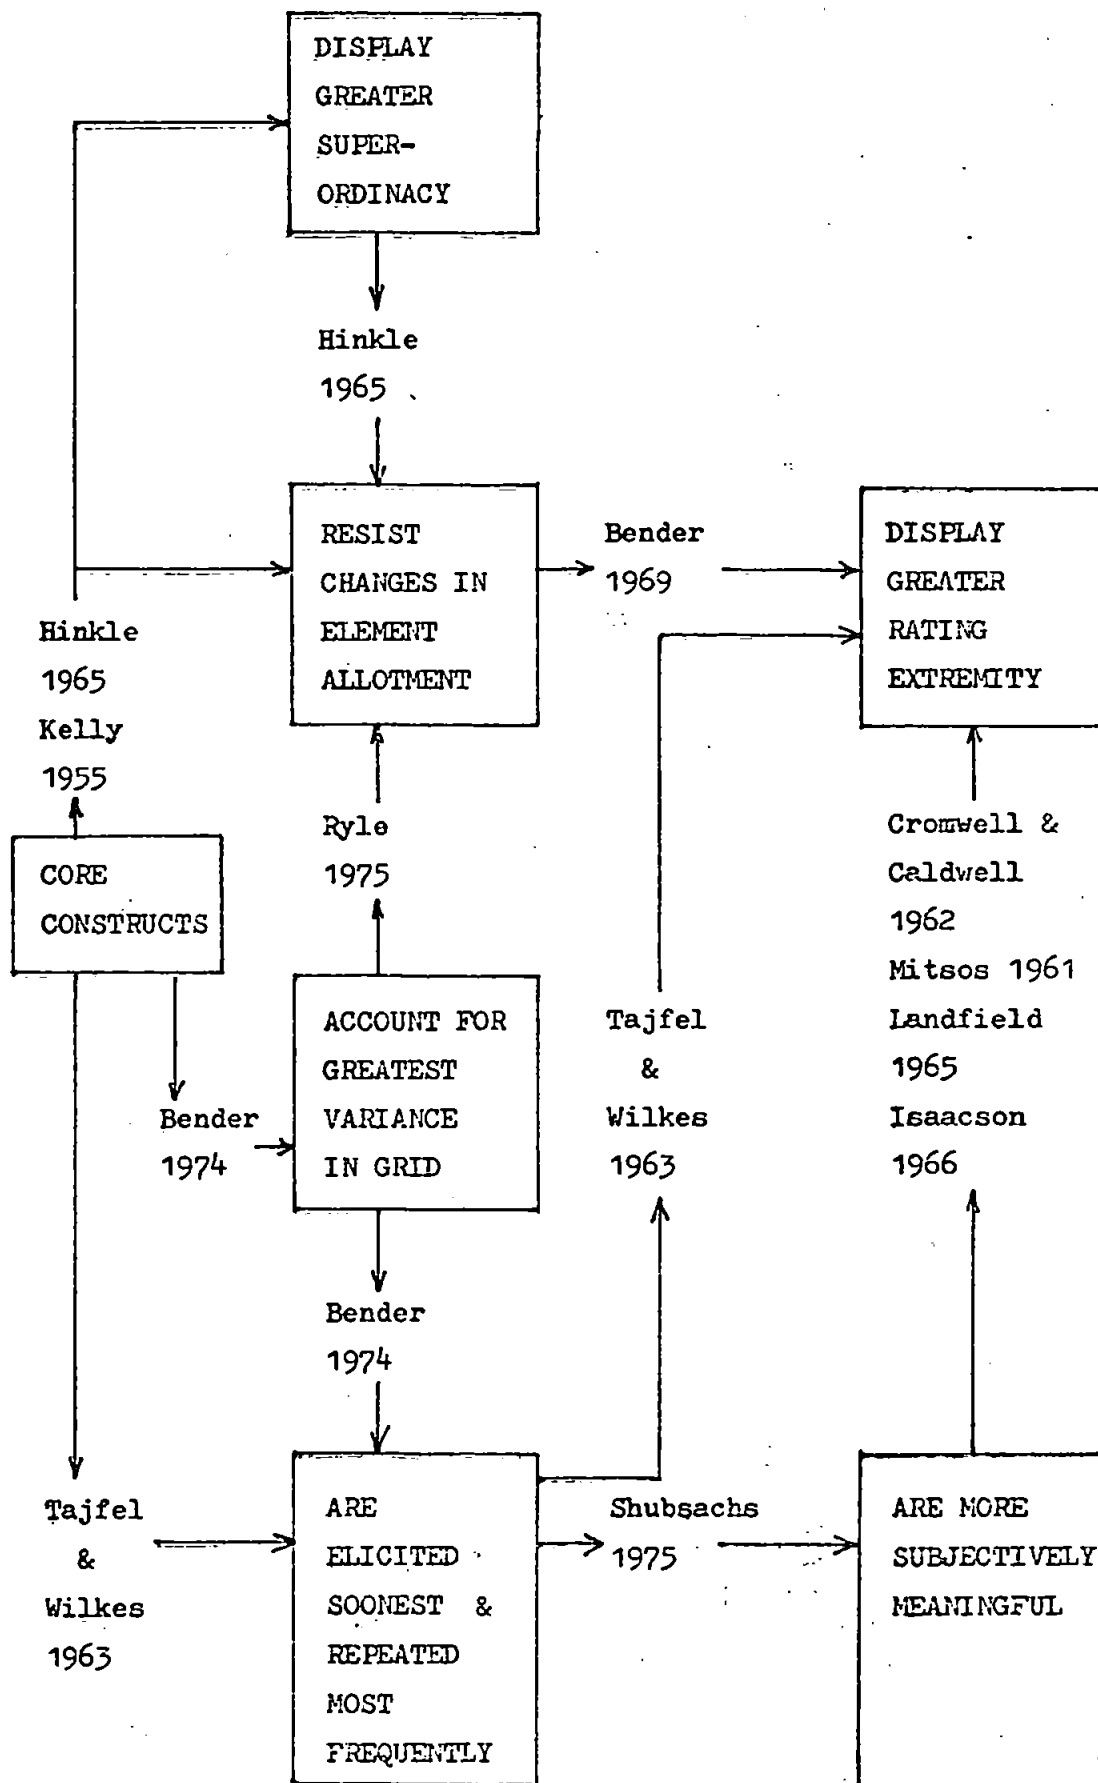 DISPLAY
GREATER
SUPER-
ORDINACY
Hinkle
1965
RESIST
CHANGES IN
ELEMENT
ALLOTMENT
Bender
1969
DISPLAY
GREATER
RATING
EXTREMITY
Hinkle
1965
Kelly
1955
CORE
CONSTRUCTS
Ryle
1975
Bender
1974
ACCOUNT FOR
GREATEST
VARIANCE
IN GRID
Tajfel
&
Wilkes
1963
Cromwell &
Caldwell
1962
Mitsos 1961
Landfield
1965
Isaacson
1966
Bender
1974
Tajfel
&
Wilkes
1963
ARE
ELICITED
SOONEST &
REPEATED
MOST
FREQUENTLY
Shubsachs
1975
ARE MORE
SUBJECTIVELY
MEANINGFUL